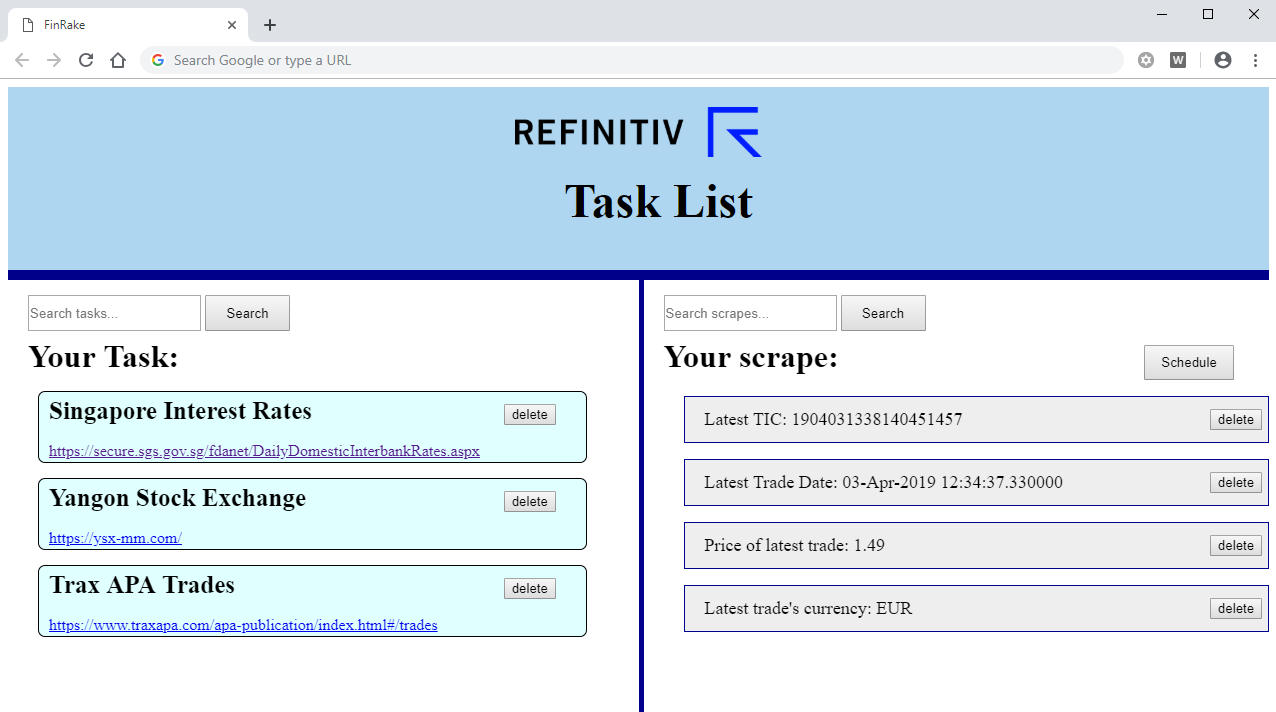 FinRake
Search Google or type a URL
W
REFINITIV
Task List
Search tasks...
Search
Your Task:
Singapore Interest Rates
delete
https://secure.sgs.gov.sg/fdanet/DailyDomesticInterbankRates.aspx
Yangon Stock Exchange
delete
https://ysx-mm.com/
Trax APA Trades
delete
https://www.traxapa.com/apa-publication/index.html#/trades
Search scrapes...
Search
Your scrape:
Schedule
Latest TIC: 1904031338140451457
delete
Latest Trade Date: 03-Apr-2019 12:34:37.330000
delete
Price of latest trade: 1.49
delete
Latest trade's currency: EUR
delete